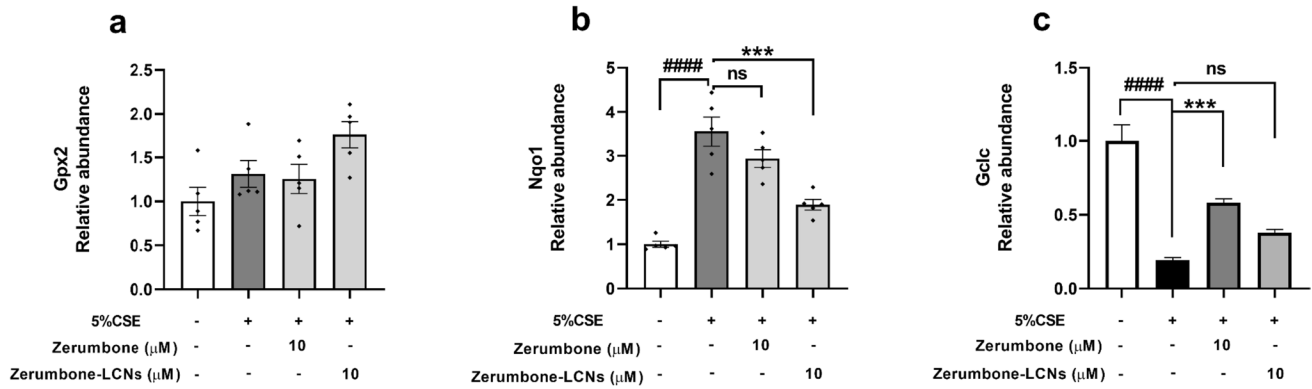 a
Gpx2
Relative abundance
2.5
2.0
1.5
1.0
0.5
0.0
5%CSE - + + +
Zerumbone (μM) - - 10 -
Zerumbone-LCNs (μM) - - - 10
b
Nqo1
Relative abundance
5
4
3
2
1
0
####
***
ns
5%CSE - + + +
Zerumbone (μM) - - 10 -
Zerumbone-LCNs (μM) - - - 10
c
Gclc
Relative abundance
1.5
1.0
0.5
0.0
####
ns
***
5%CSE - + + +
Zerumbone (μM) - - 10 -
Zerumbone-LCNs (μM) - - - 10